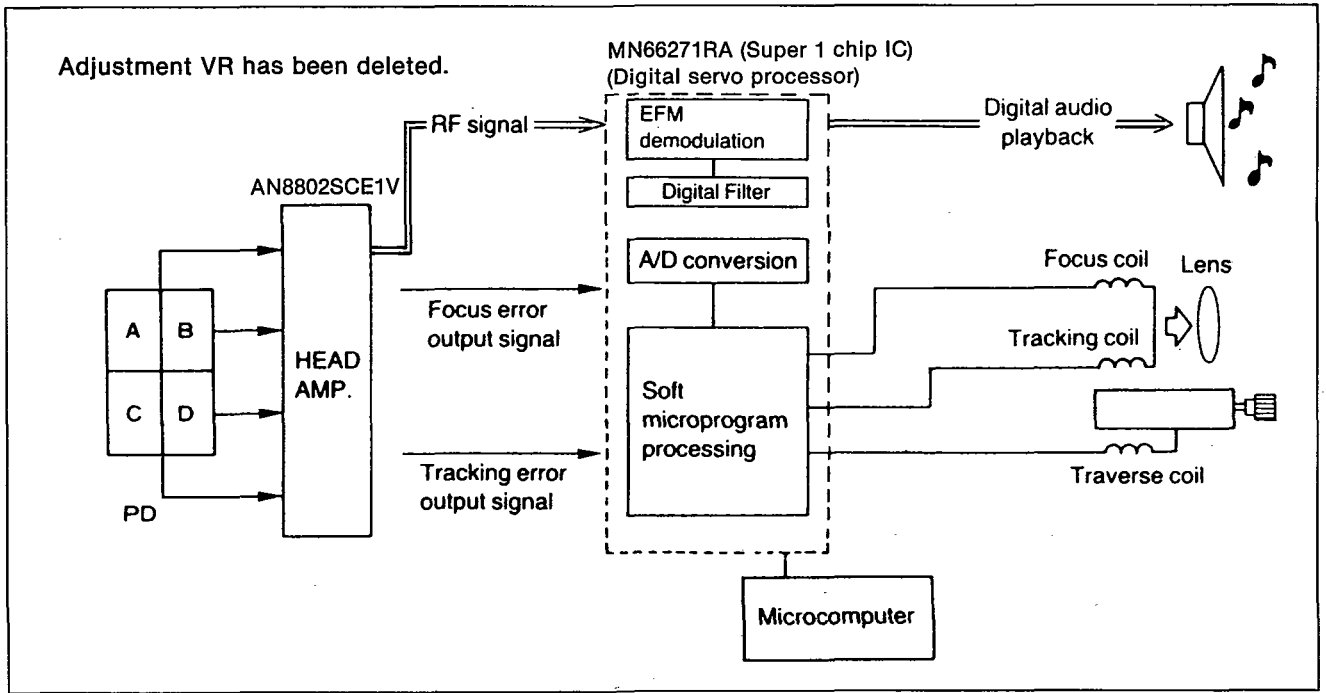 Adjustment VR has been deleted.
MN66271RA (Super 1 chip IC)
(Digital servo processor)
RF signal
EFM
demodulation
Digital Filter
Digital audio
playback
AN8802SCE1V
A/D conversion
Focus error
output signal
HEAD
AMP.
A
B
C
D
PD
Soft
microprogram
processing
Tracking error
output signal
Focus coil
Lens
Tracking coil
Traverse coil
Microcomputer